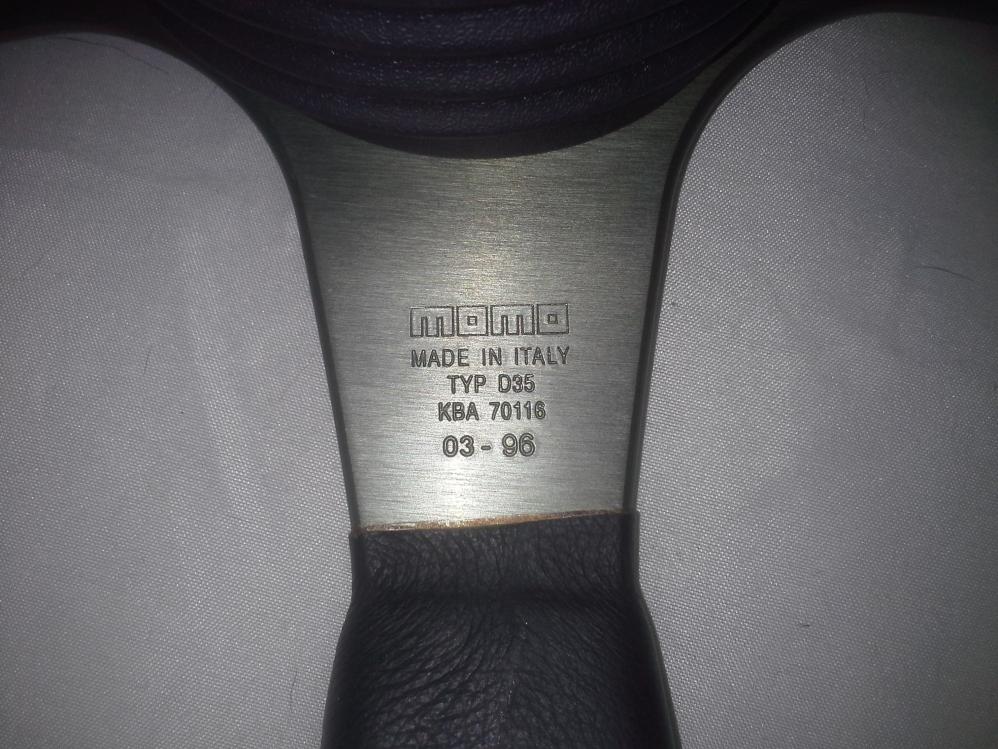 momo
MADE IN ITALY
TYP D35
KBA 70116
03-96